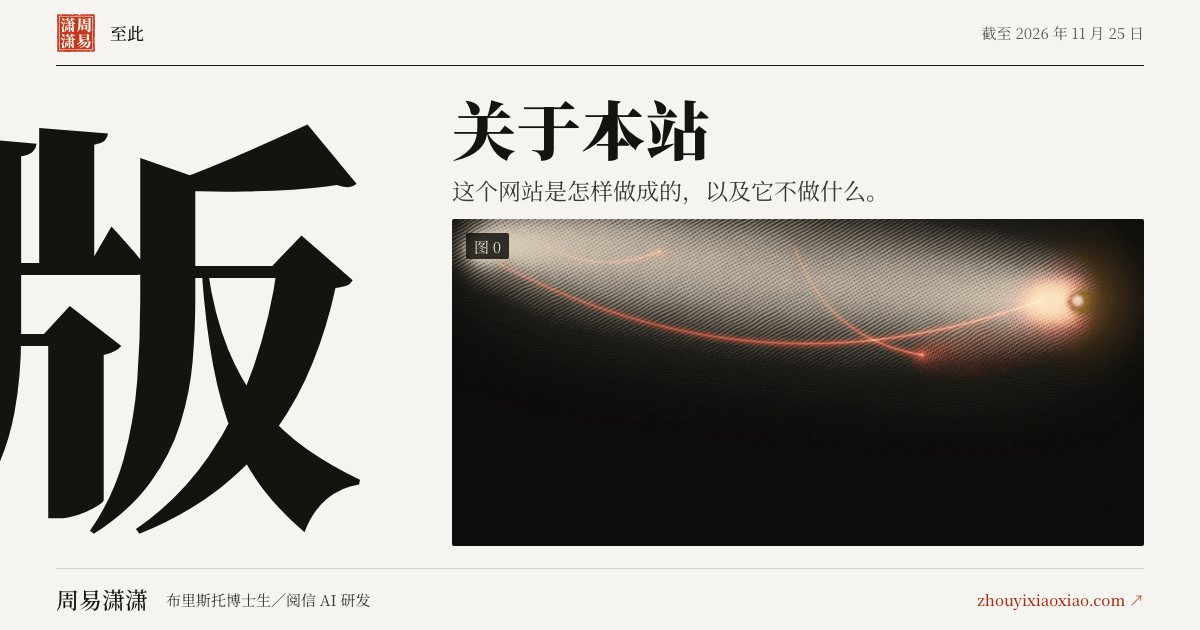 周易潇潇
至此
截至 2026 年 11 月 25 日
版
关于本站
这个网站是怎样做成的，以及它不做什么。
图 0
周易潇潇
布里斯托博士生／阅信 AI 研发
zhouyixiaoxiao.com ↗